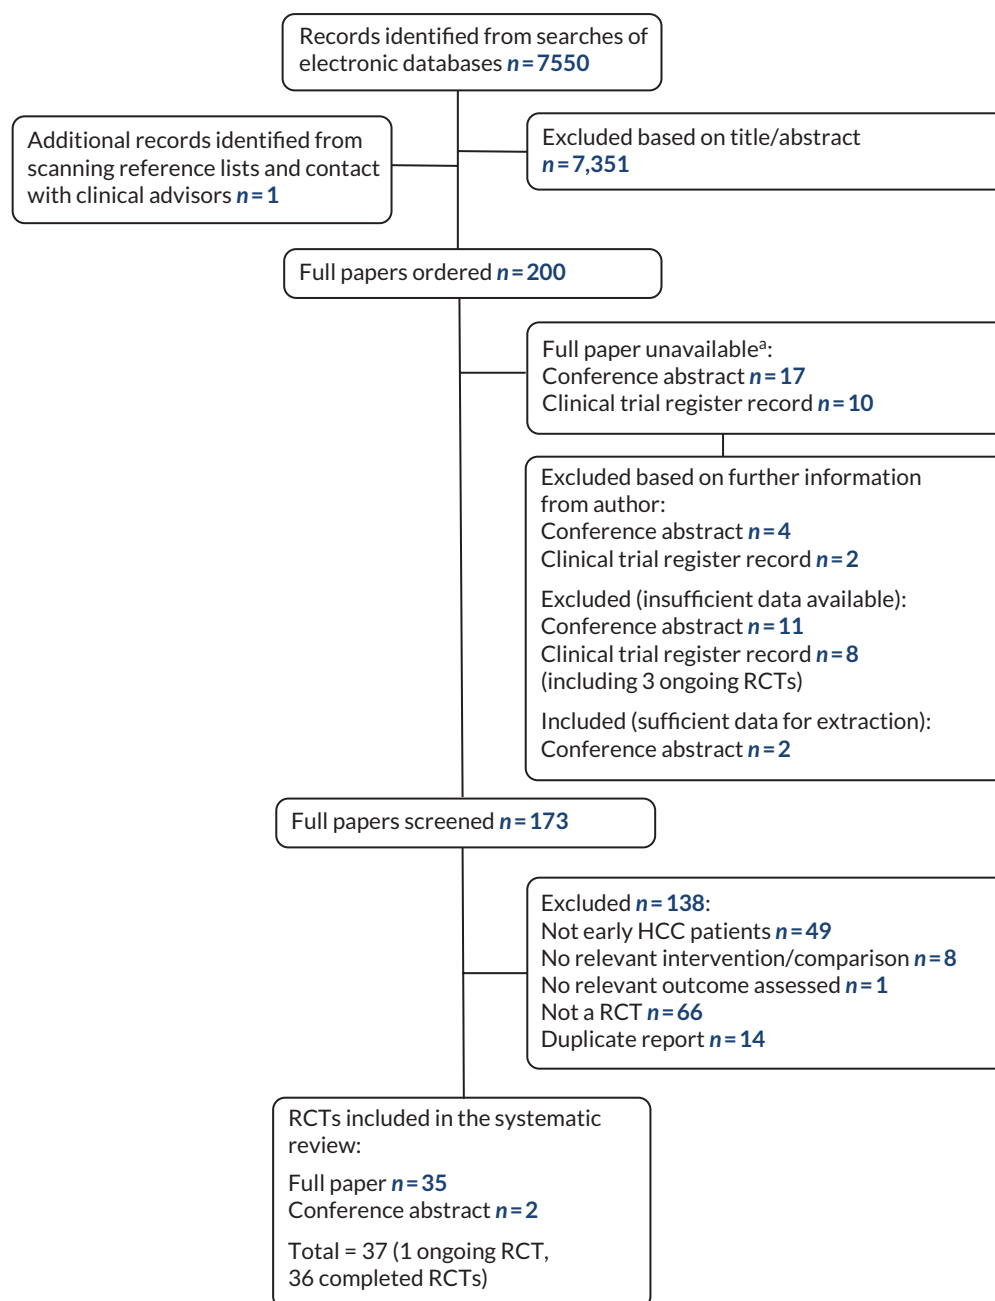 Records identified from searches of
electronic databases n = 7550
Additional records identified from
scanning reference lists and contact
with clinical advisors n = 1
Excluded based on title/abstract
n = 7,351
Full papers ordered n = 200
Full paper unavailableᵃ:
Conference abstract n = 17
Clinical trial register record n = 10
Excluded based on further information
from author:
Conference abstract n = 4
Clinical trial register record n = 2
Excluded (insufficient data available):
Conference abstract n = 11
Clinical trial register record n = 8
(including 3 ongoing RCTs)
Included (sufficient data for extraction):
Conference abstract n = 2
Full papers screened n = 173
Excluded n = 138:
Not early HCC patients n = 49
No relevant intervention/comparison n = 8
No relevant outcome assessed n = 1
Not a RCT n = 66
Duplicate report n = 14
RCTs included in the systematic
review:
Full paper n = 35
Conference abstract n = 2
Total = 37 (1 ongoing RCT,
36 completed RCTs)